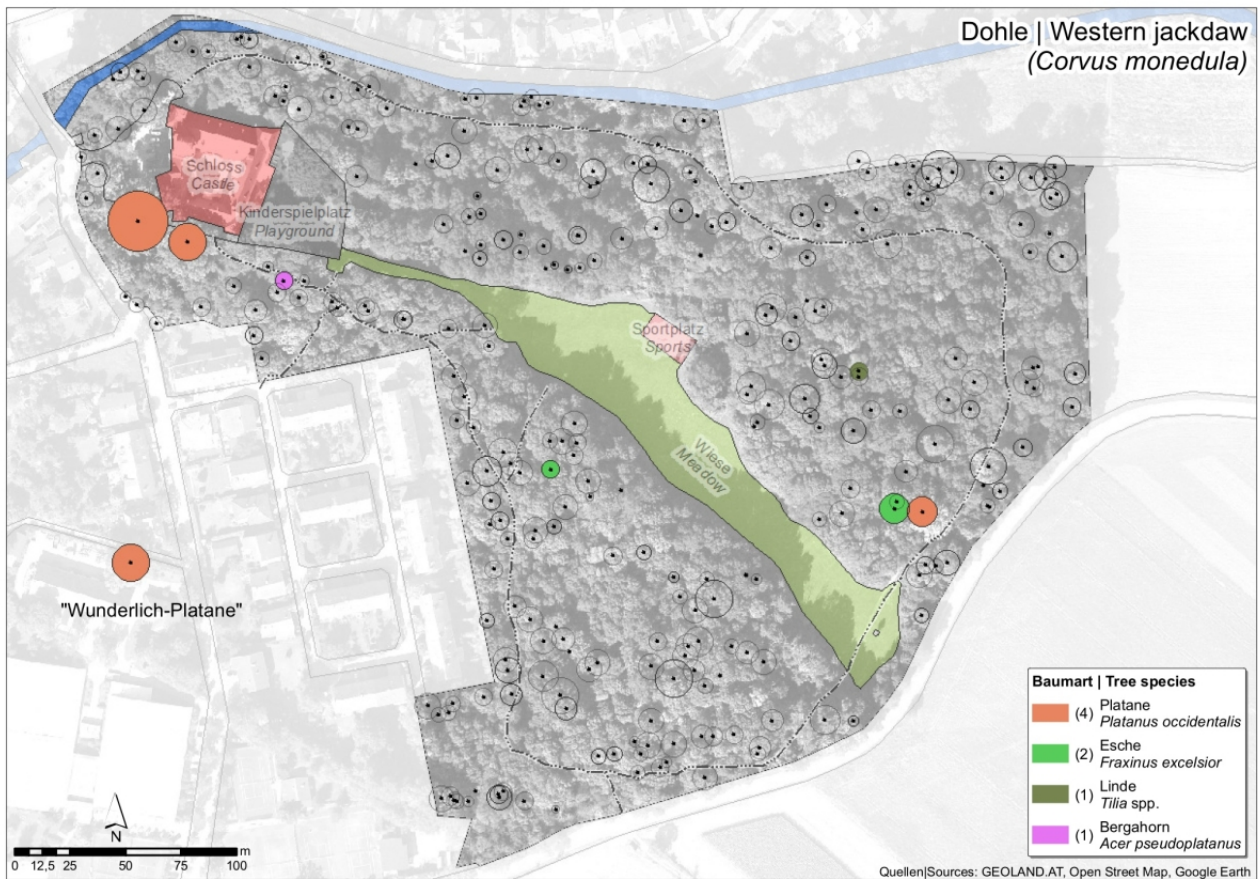 Dohle | Western jackdaw
(Corvus monedula)
Schloss
Castle
Kinderspielplatz
Playground
Sportplatz
Sports
Wiese
Meadow
"Wunderlich-Platane"
Baumart | Tree species
(4) Platane
Platanus occidentalis
(2) Esche
Fraxinus excelsior
(1) Linde
Tilia spp.
(1) Bergahorn
Acer pseudoplatanus
N
m
0 12,5 25 50 75 100
Quellen|Sources: GEOLAND.AT, Open Street Map, Google Earth